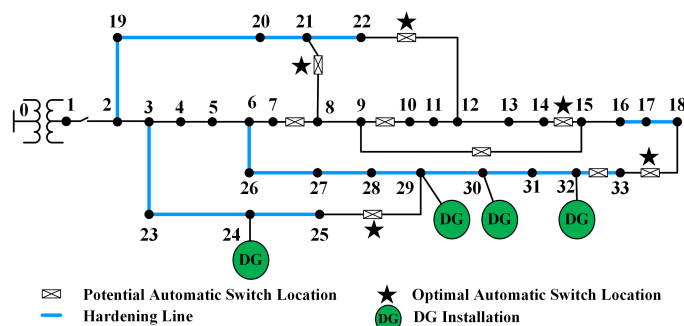 19 20 21 22
0 1 2 3 4 5 6 7 8 9 10 11 12 13 14 15 16 17 18
26 27 28 29 30 31 32 33
DG DG DG
23 24 25
DG
Potential Automatic Switch Location
Optimal Automatic Switch Location
Hardening Line
DG DG Installation